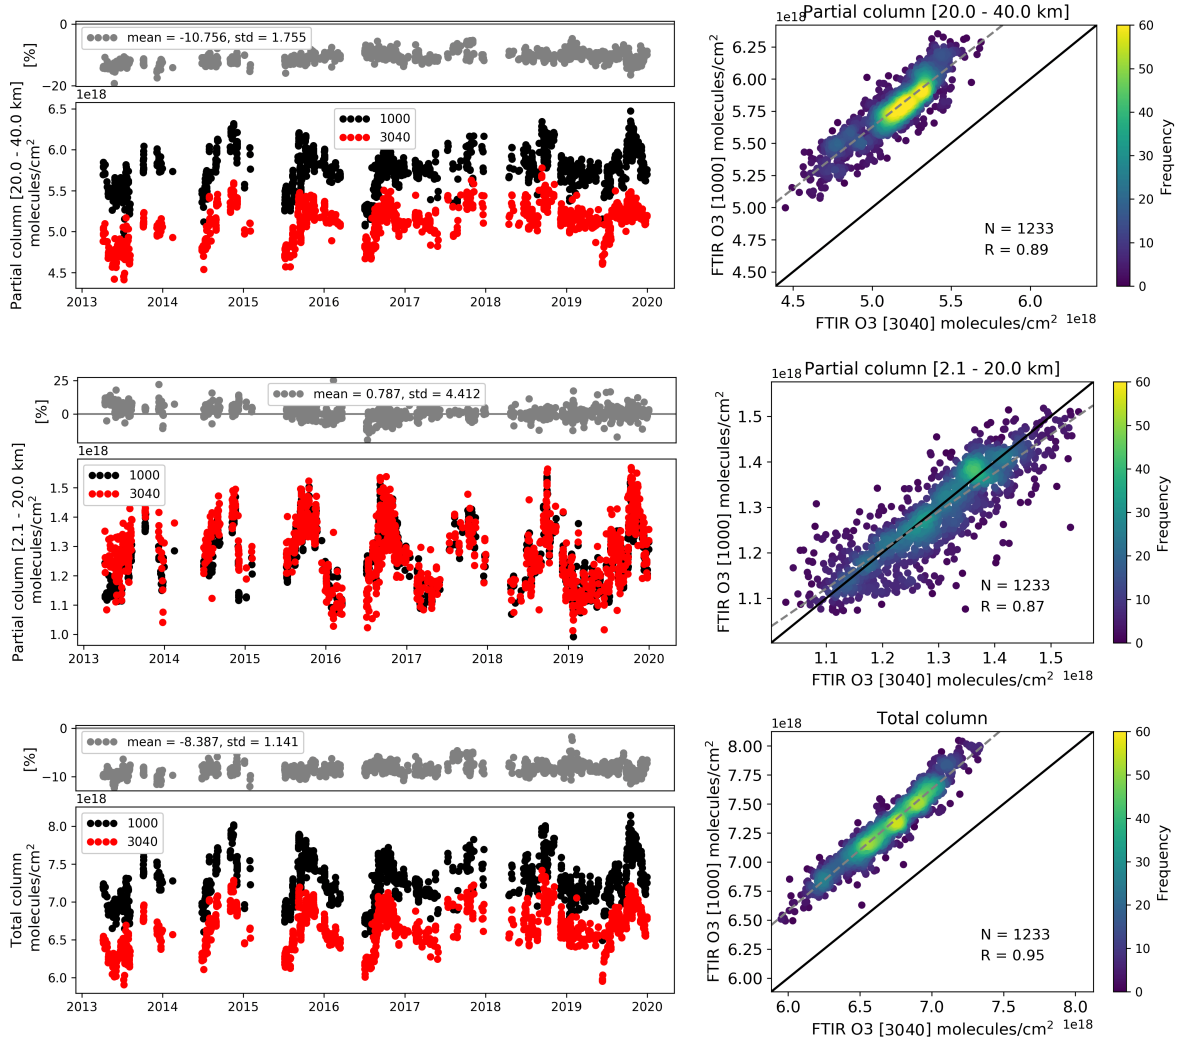 0
−20
[%]
mean = -10.756, std = 1.755
1e18
6.5
6.0
5.5
5.0
4.5
Partial column [20.0 - 40.0 km]
molecules/cm2
1000
3040
2013 2014 2015 2016 2017 2018 2019 2020
1e18
Partial column [20.0 - 40.0 km]
6.25
6.00
5.75
5.50
5.25
5.00
4.75
4.50
FTIR O3 [1000] molecules/cm2
N = 1233
R = 0.89
4.5 5.0 5.5 6.0
FTIR O3 [3040] molecules/cm2 1e18
60
50
40
30
20
10
0
Frequency
25
0
[%]
mean = 0.787, std = 4.412
1e18
1.5
1.4
1.3
1.2
1.1
1.0
Partial column [2.1 - 20.0 km]
molecules/cm2
1000
3040
2013 2014 2015 2016 2017 2018 2019 2020
1e18
Partial column [2.1 - 20.0 km]
1.5
1.4
1.3
1.2
1.1
FTIR O3 [1000] molecules/cm2
N = 1233
R = 0.87
1.1 1.2 1.3 1.4 1.5
FTIR O3 [3040] molecules/cm2 1e18
60
50
40
30
20
10
0
Frequency
0
−10
[%]
mean = -8.387, std = 1.141
1e18
8.0
7.5
7.0
6.5
6.0
Total column
molecules/cm2
1000
3040
2013 2014 2015 2016 2017 2018 2019 2020
1e18
Total column
8.00
7.75
7.50
7.25
7.00
6.75
6.50
6.25
6.00
FTIR O3 [1000] molecules/cm2
N = 1233
R = 0.95
6.0 6.5 7.0 7.5 8.0
FTIR O3 [3040] molecules/cm2 1e18
60
50
40
30
20
10
0
Frequency